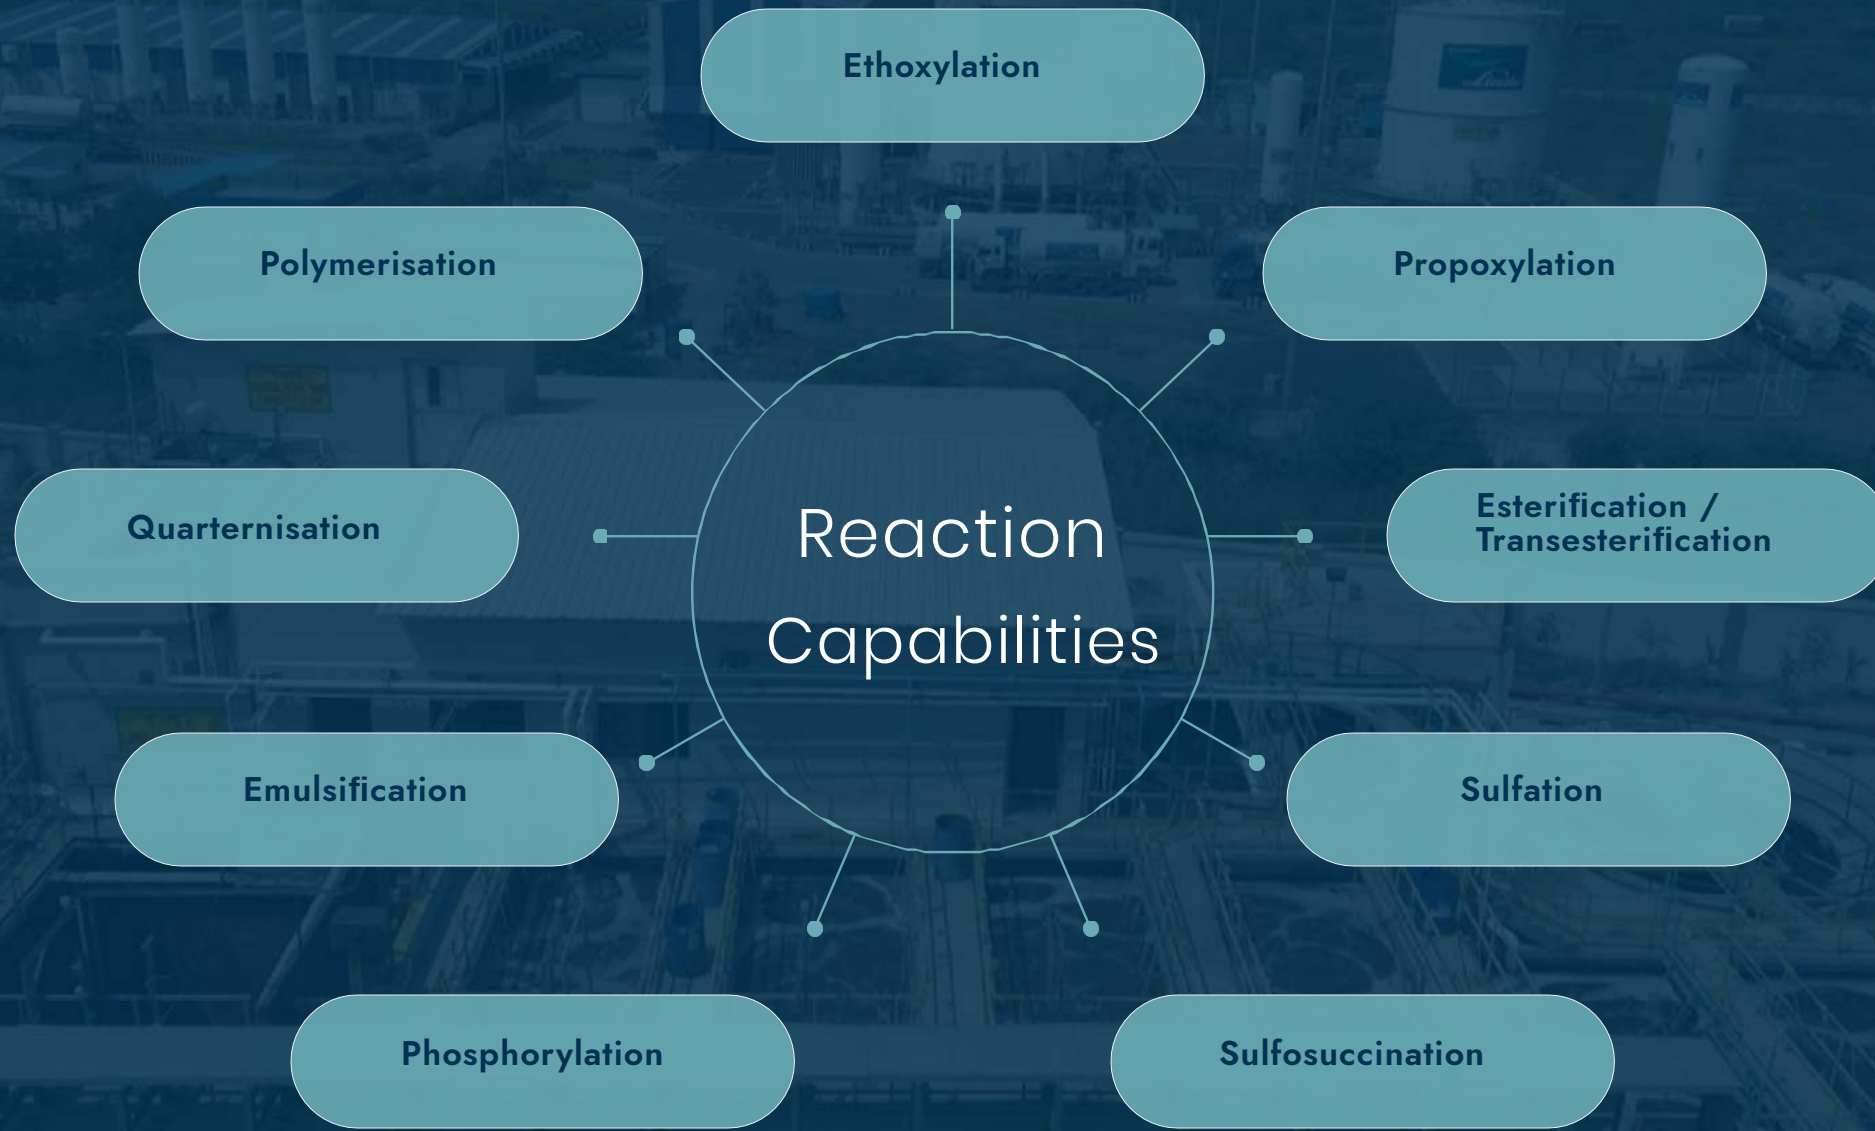 Ethoxylation
Polymerisation
Propoxylation
Quarternisation
Esterification /
Transesterification
Reaction
Capabilities
Emulsification
Sulfation
Phosphorylation
Sulfosuccination